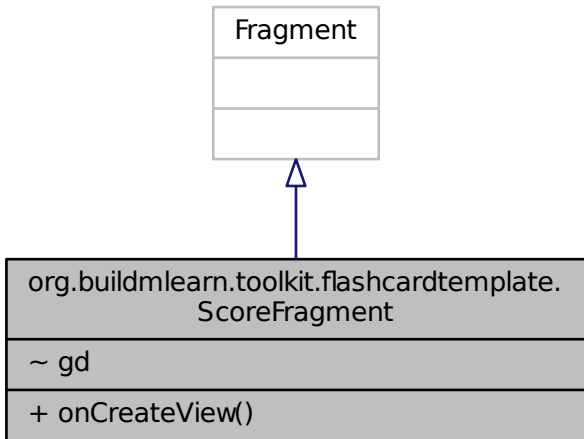 Fragment
org.buildmlearn.toolkit.flashcardtemplate.
ScoreFragment
~ gd
+ onCreateView()